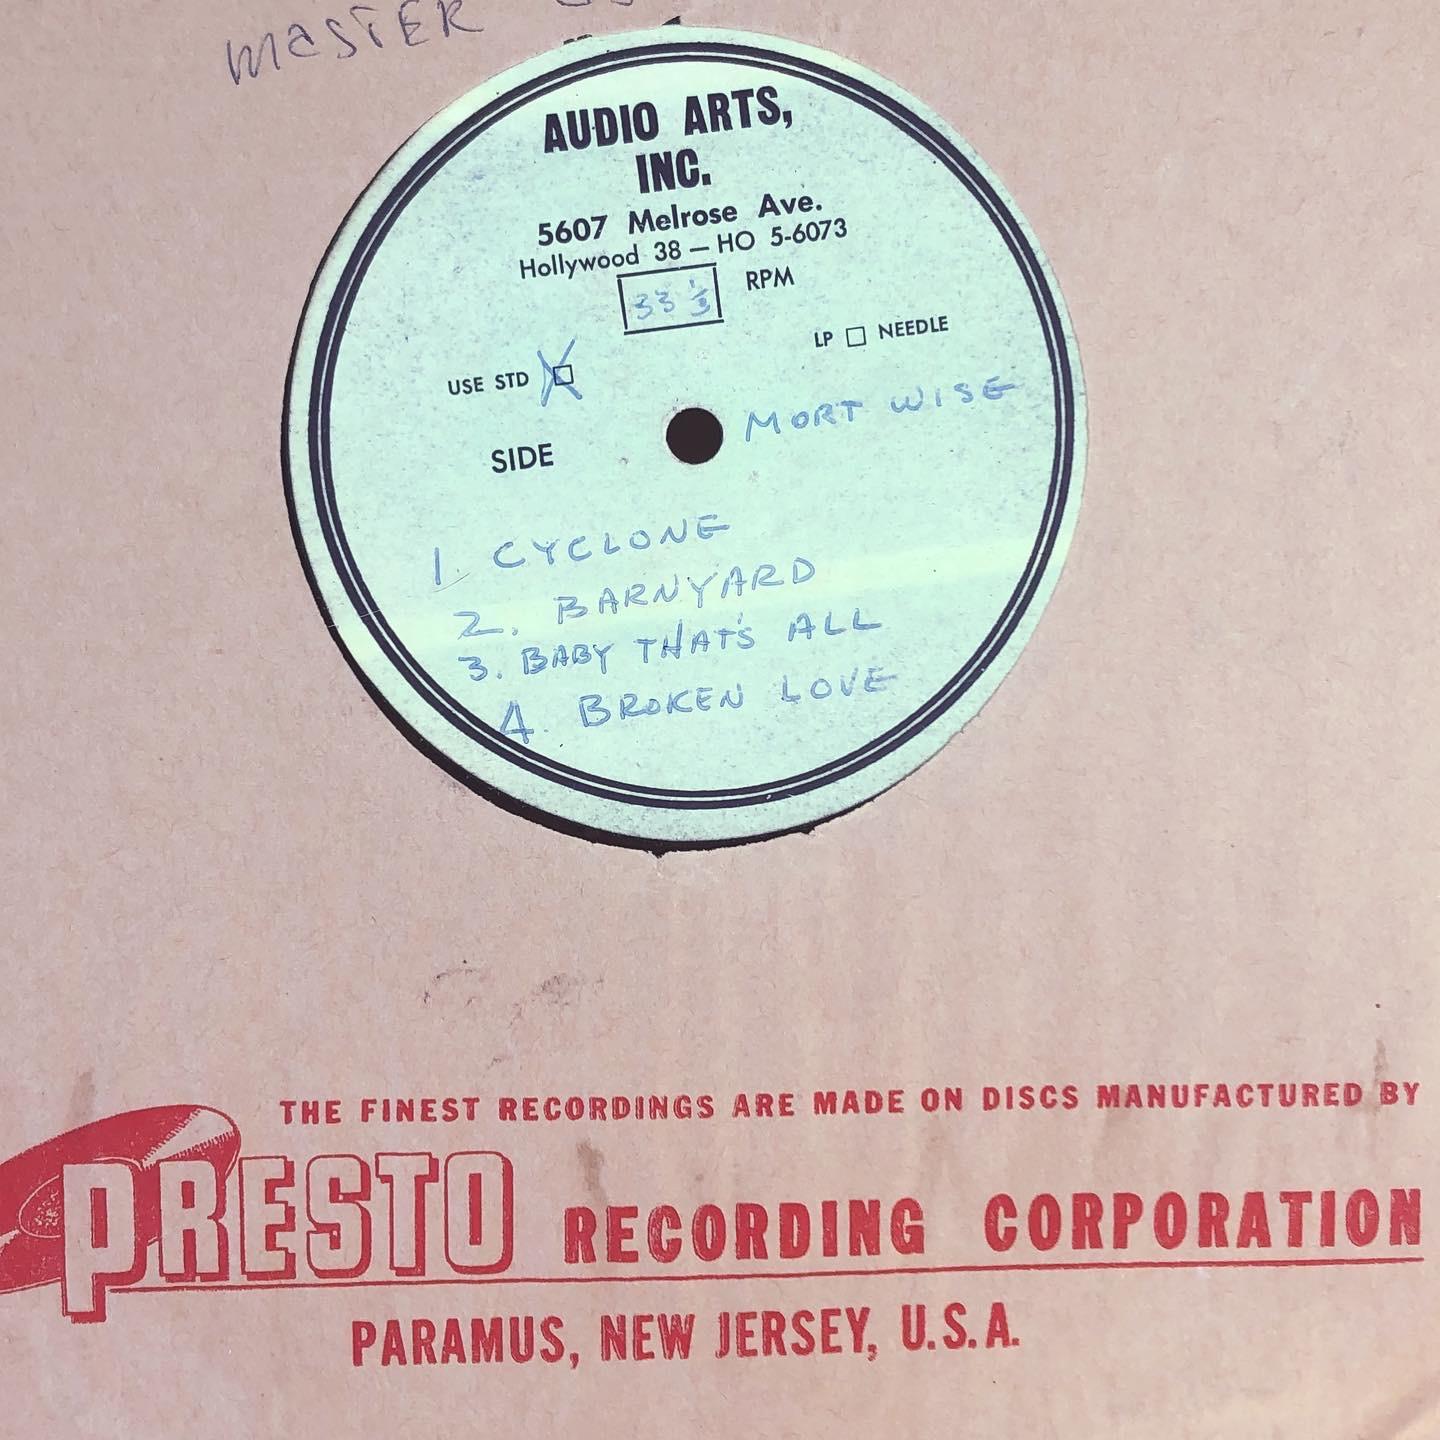 MASTER
AUDIO ARTS,
INC.
5607 Melrose Ave.
Hollywood 38 — HO 5-6073
33 1/3 RPM
LP □ NEEDLE
USE STD □
MORT WISE
SIDE
1. CYCLONE
2. BARNYARD
3. BABY THAT'S ALL
4. BROKEN LOVE
THE FINEST RECORDINGS ARE MADE ON DISCS MANUFACTURED BY
PRESTO RECORDING CORPORATION
PARAMUS, NEW JERSEY, U.S.A.